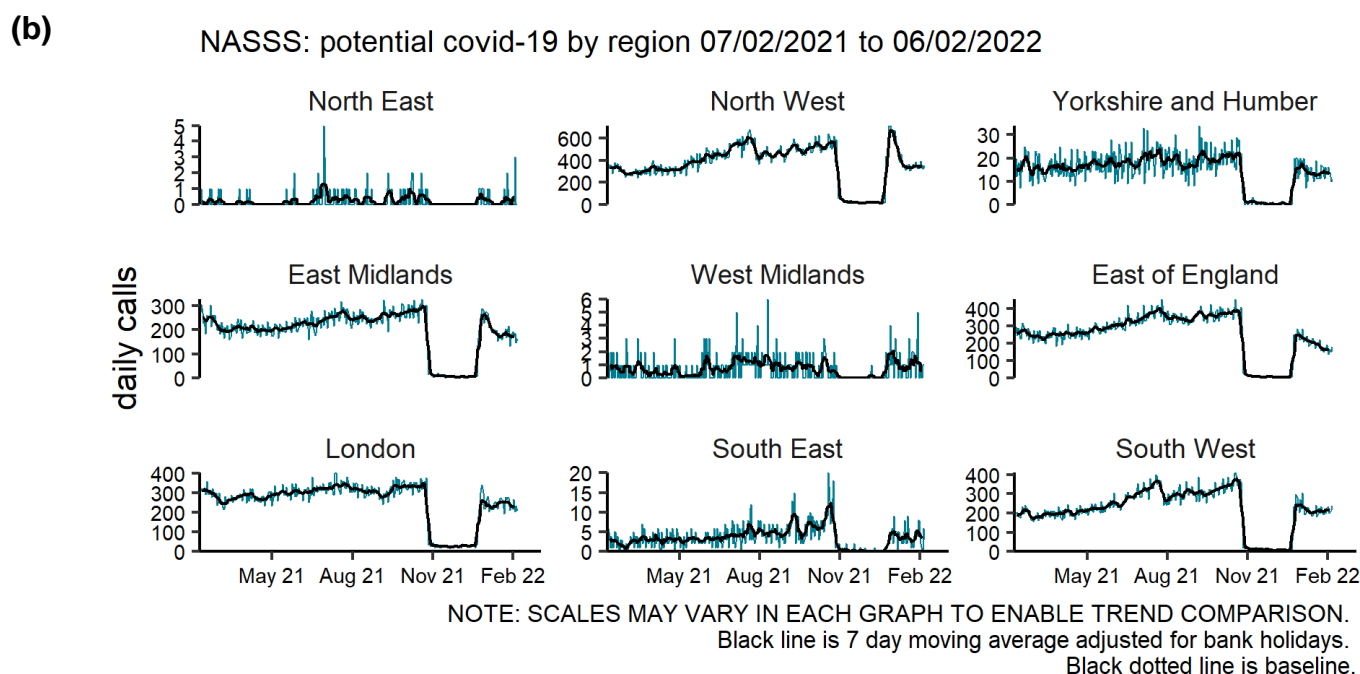 (b)
NASSS: potential covid-19 by region 07/02/2021 to 06/02/2022
North East
North West
Yorkshire and Humber
5
4
3
2
1
0
600
400
200
0
30
20
10
0
daily calls
East Midlands
West Midlands
East of England
300
200
100
0
6
5
4
3
2
1
0
400
300
200
100
0
London
South East
South West
400
300
200
100
0
20
15
10
5
0
400
300
200
100
0
May 21 Aug 21 Nov 21 Feb 22
May 21 Aug 21 Nov 21 Feb 22
May 21 Aug 21 Nov 21 Feb 22
NOTE: SCALES MAY VARY IN EACH GRAPH TO ENABLE TREND COMPARISON.
Black line is 7 day moving average adjusted for bank holidays.
Black dotted line is baseline.